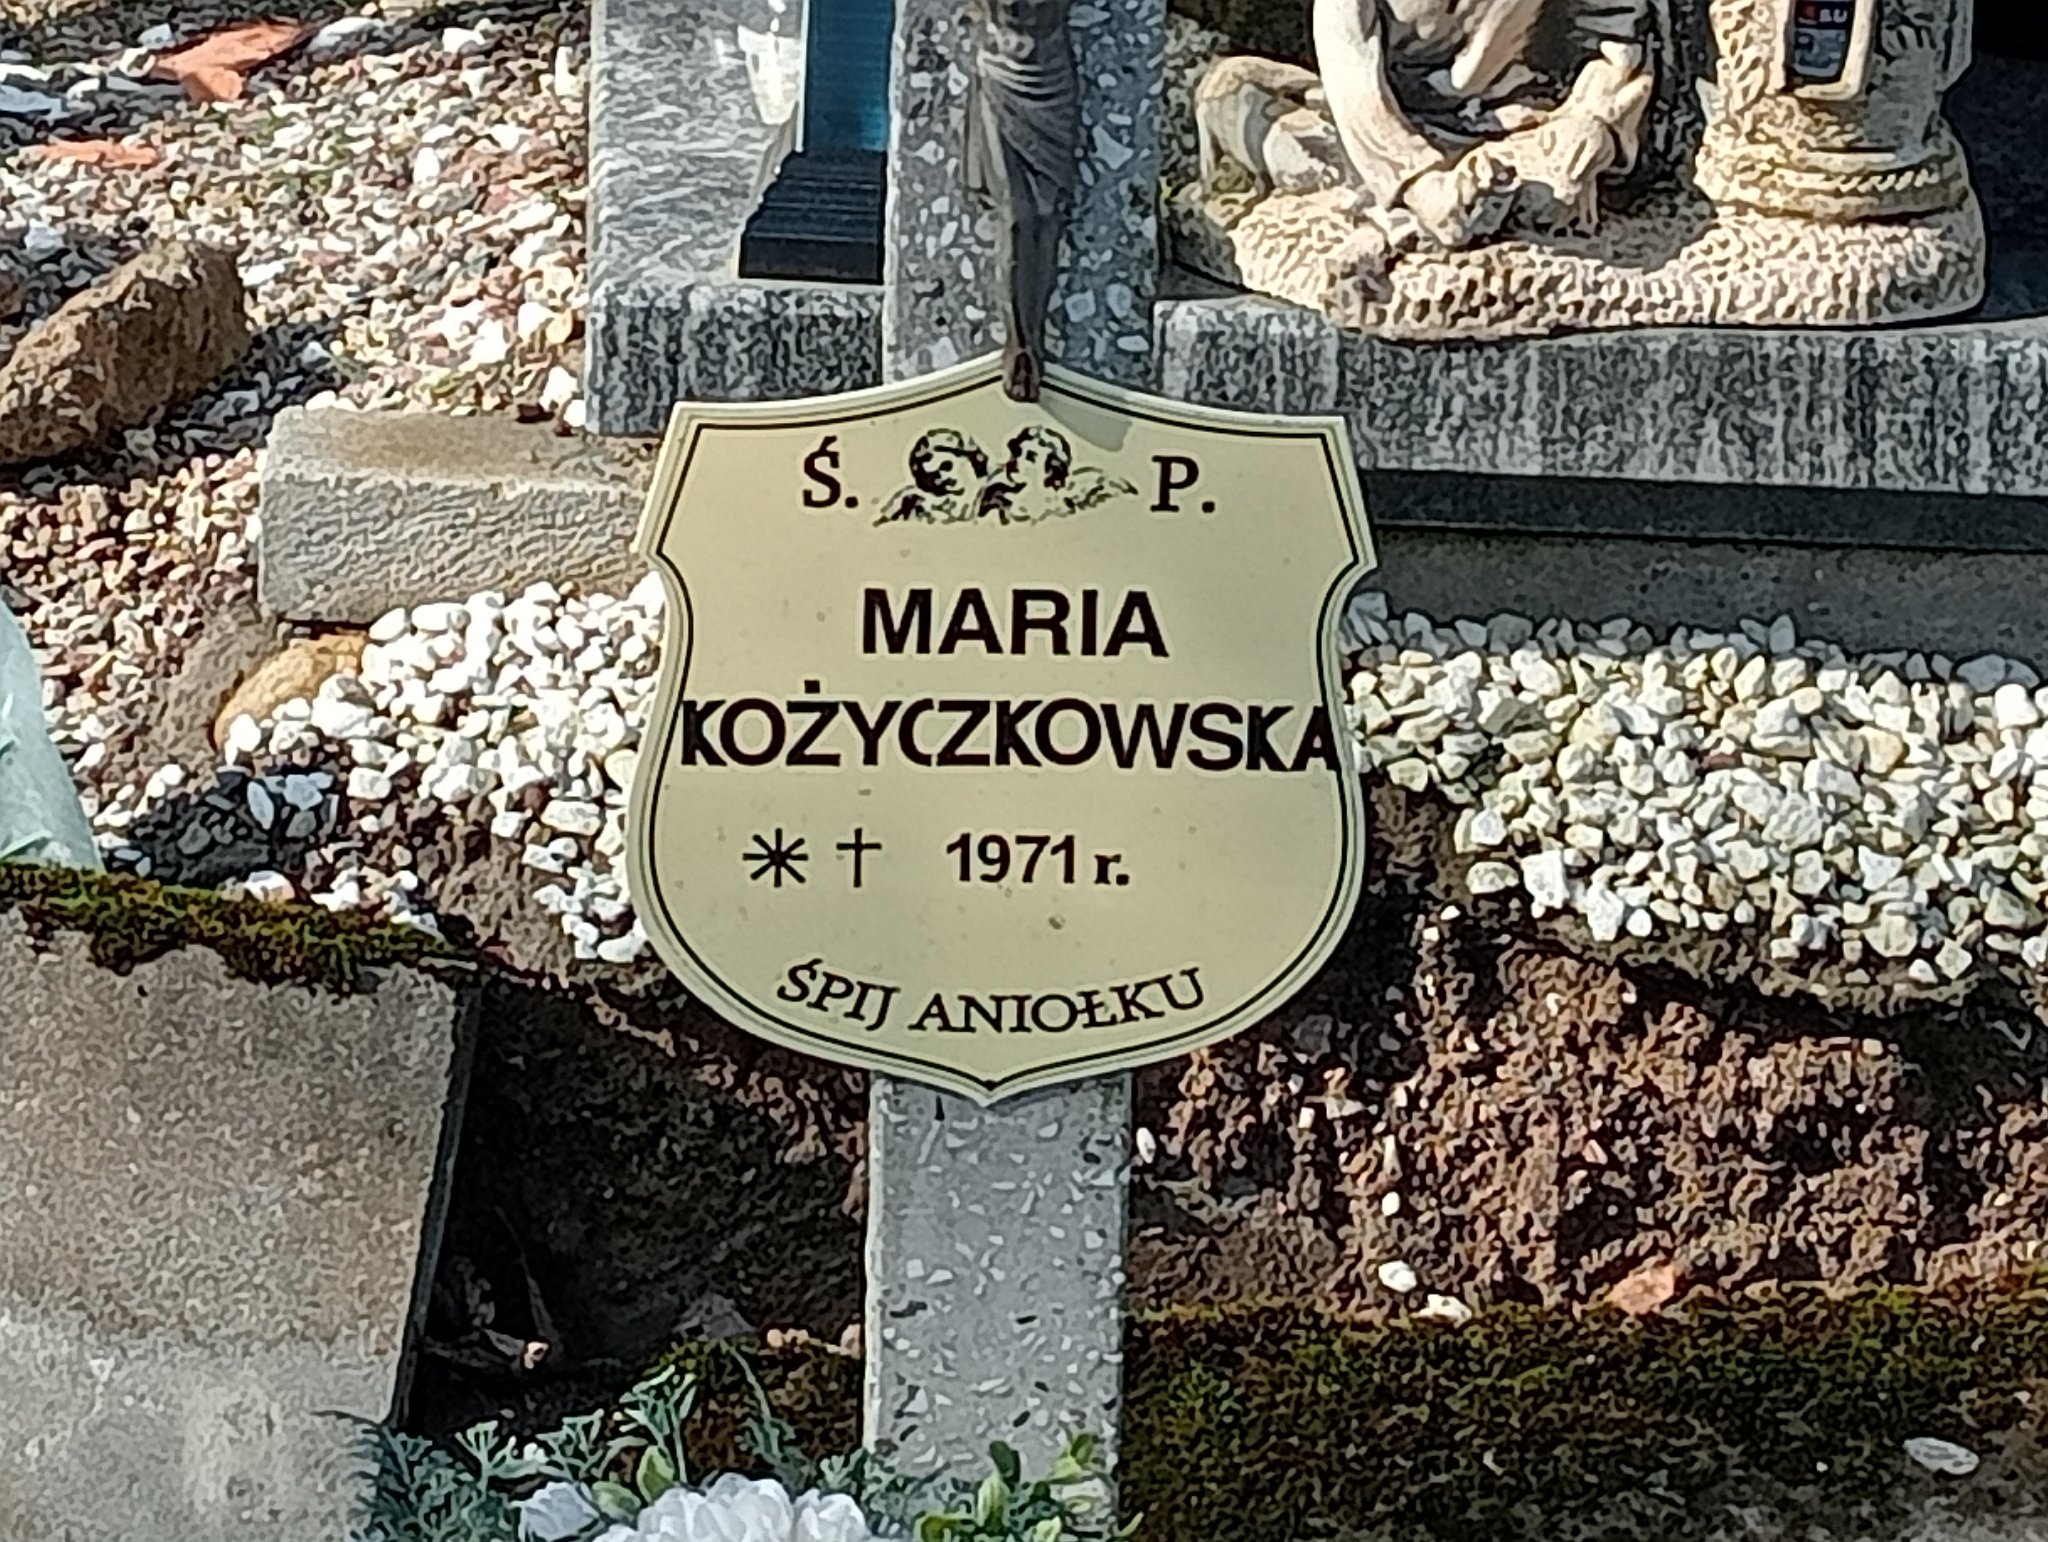 Ś. P.
MARIA
KOŻYCZKOWSKA
* † 1971 r.
ŚPIJ ANIOŁKU